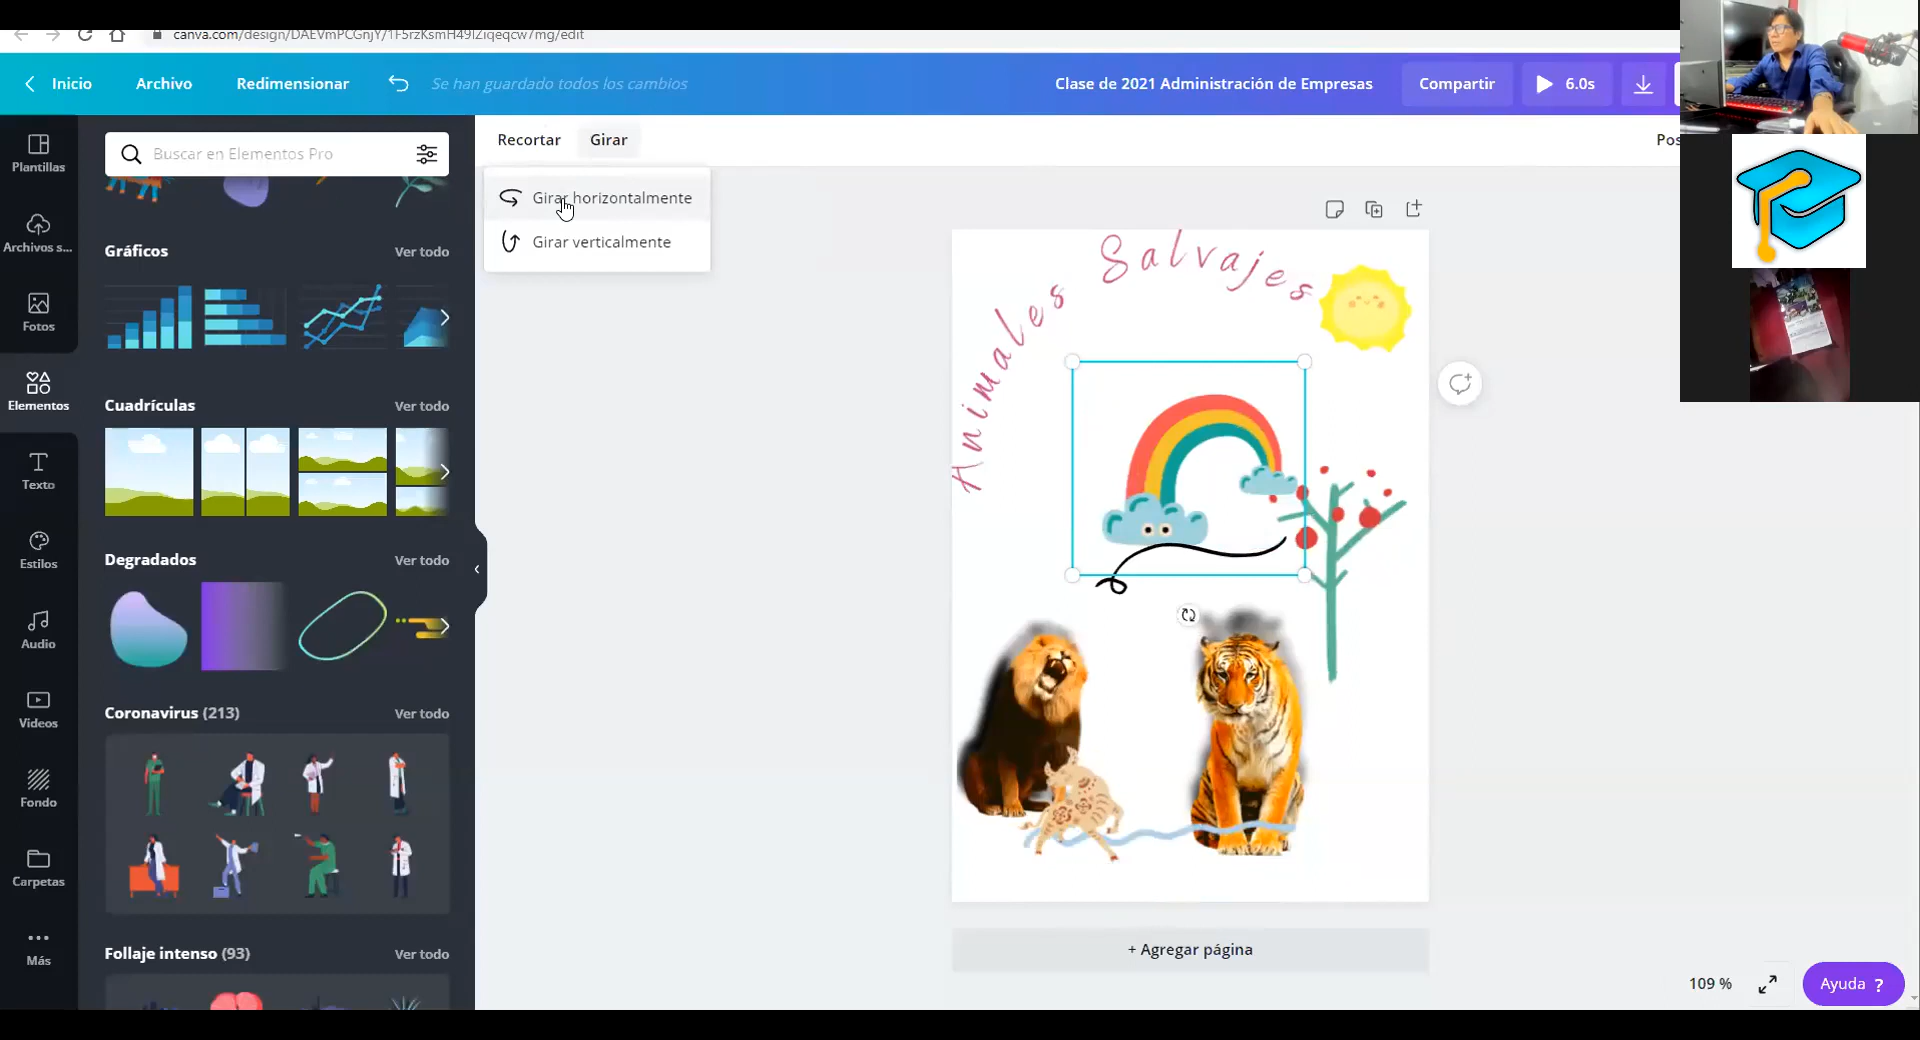 canva.com/design/DAEVmPCGnjY/1F5rzKsmH49IZiqeqcw7mg/edit
Inicio
Archivo
Redimensionar
Se han guardado todos los cambios
Clase de 2021 Administración de Empresas
Compartir
6.0s
Plantillas
Archivos s...
Fotos
Elementos
Texto
Estilos
Audio
Videos
Fondo
Carpetas
Más
Buscar en Elementos Pro
Gráficos
Ver todo
Cuadrículas
Ver todo
Degradados
Ver todo
Coronavirus (213)
Ver todo
Follaje intenso (93)
Ver todo
Recortar
Girar
Pos
Girar horizontalmente
Girar verticalmente
Animales Salvajes
+ Agregar página
109 %
Ayuda ?